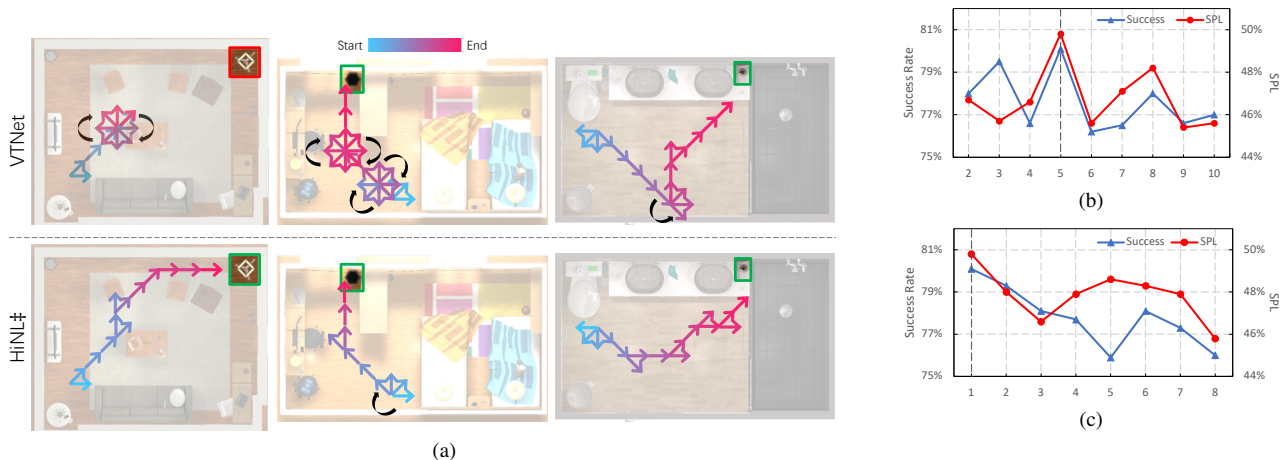 VTNet
HiNL‡
Start End
(a)
Success SPL
Success Rate
81%
79%
77%
75%
50%
48%
46%
44%
SPL
2 3 4 5 6 7 8 9 10
(b)
Success SPL
Success Rate
81%
79%
77%
75%
50%
48%
46%
44%
SPL
1 2 3 4 5 6 7 8
(c)